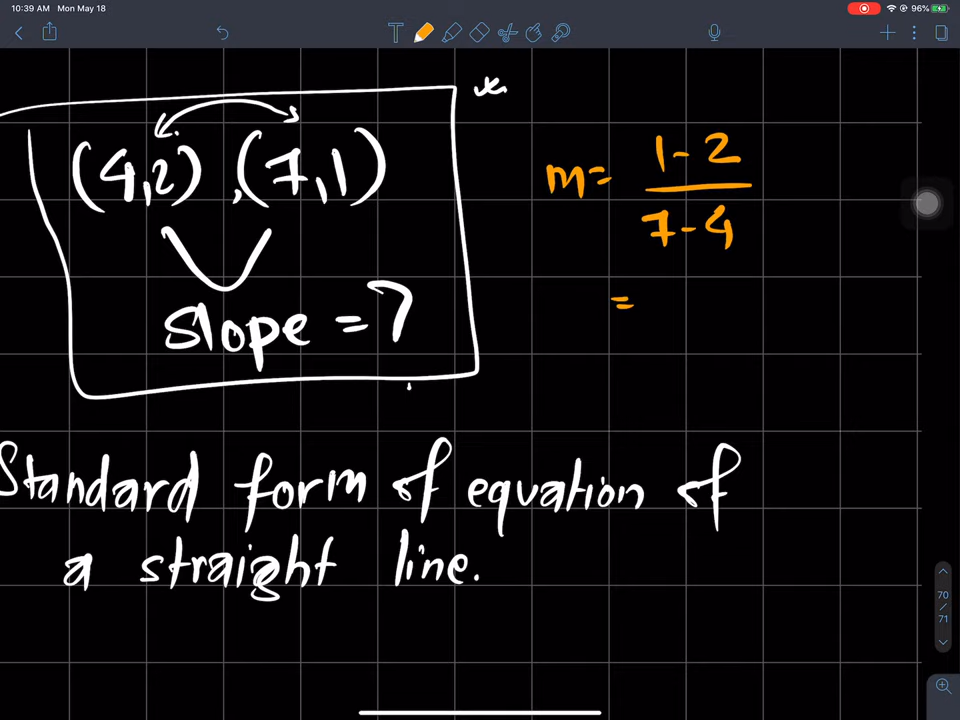 10:39 AM Mon May 18
96%
(4,2) , (7,1)
slope = ?
m = 1-2
7-4
=
Standard form of equation of
a straight line.
70
/
71